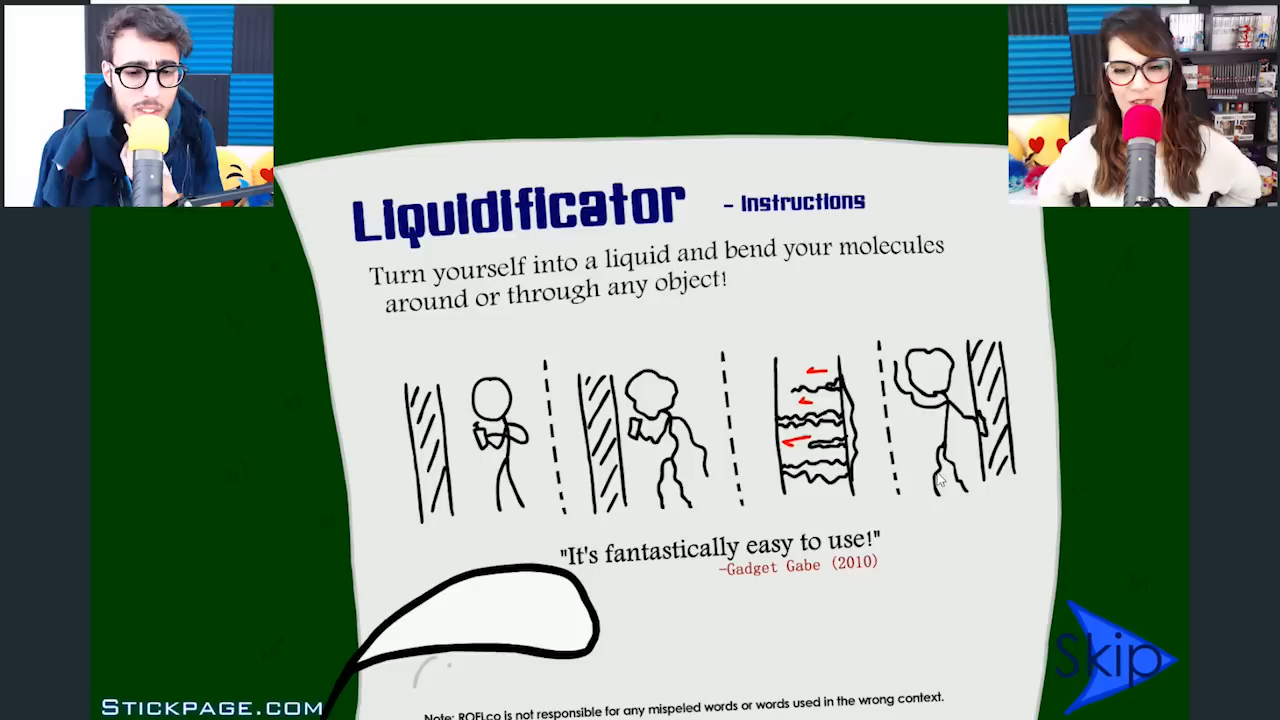 Liquidificator - Instructions
Turn yourself into a liquid and bend your molecules
around or through any object!
"It's fantastically easy to use!"
-Gadget Gabe (2010)
Skip
STICKPAGE.COM
Note: ROFLco is not responsible for any mispeled words or words used in the wrong context.